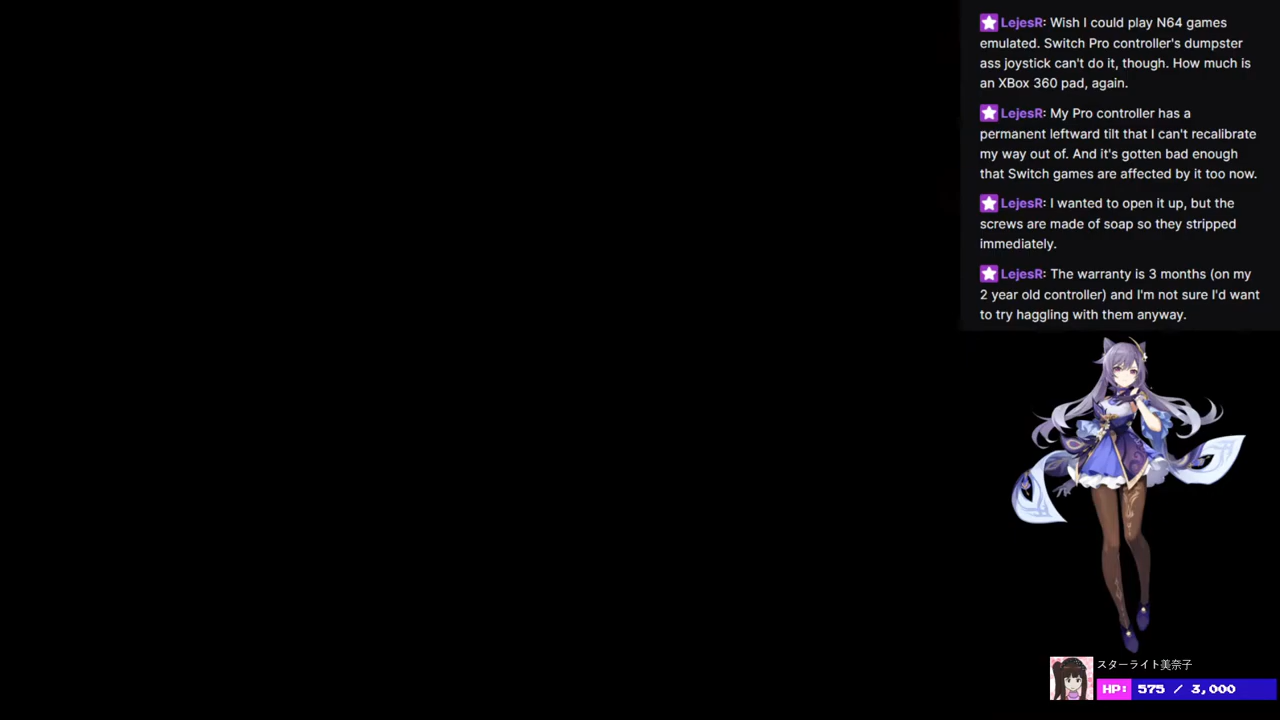 LejesR: Wish I could play N64 games
emulated. Switch Pro controller's dumpster
ass joystick can't do it, though. How much is
an XBox 360 pad, again.
LejesR: My Pro controller has a
permanent leftward tilt that I can't recalibrate
my way out of. And it's gotten bad enough
that Switch games are affected by it too now.
LejesR: I wanted to open it up, but the
screws are made of soap so they stripped
immediately.
LejesR: The warranty is 3 months (on my
2 year old controller) and I'm not sure I'd want
to try haggling with them anyway.
スターライト美奈子
HP: 575 / 3,000